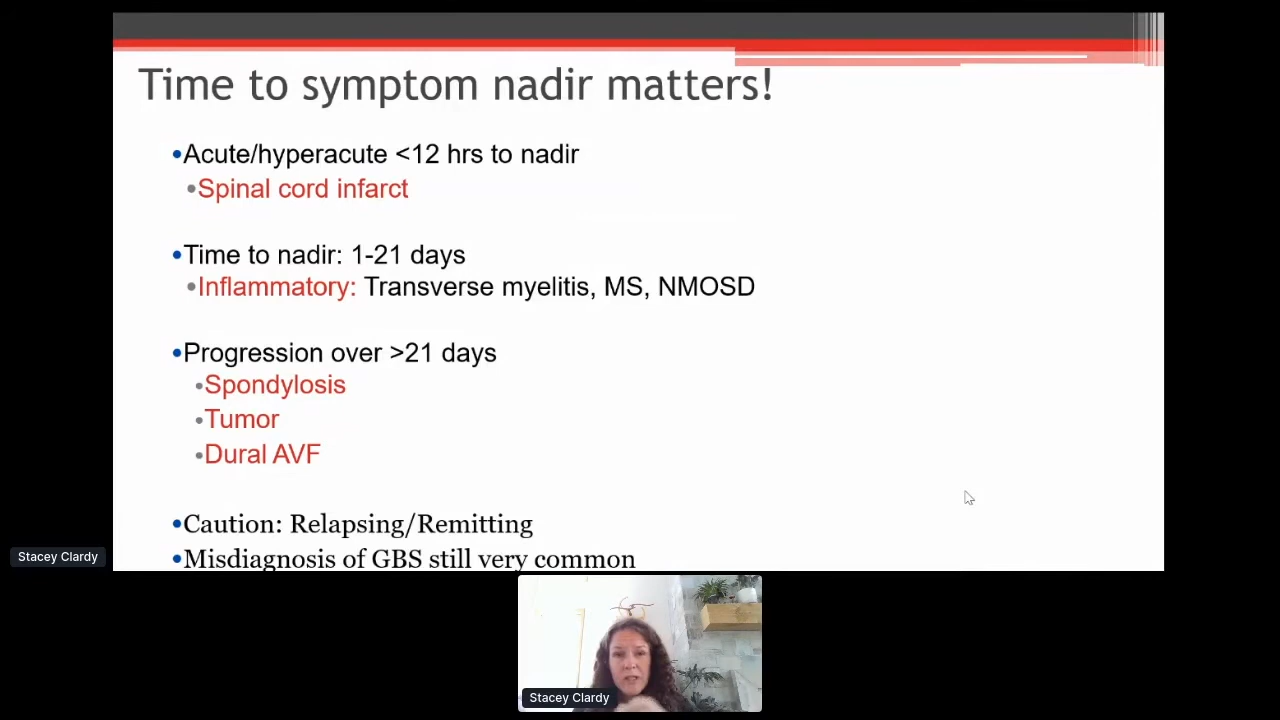 Time to symptom nadir matters!
•Acute/hyperacute <12 hrs to nadir
•Spinal cord infarct
•Time to nadir: 1-21 days
•Inflammatory: Transverse myelitis, MS, NMOSD
•Progression over >21 days
•Spondylosis
•Tumor
•Dural AVF
•Caution: Relapsing/Remitting
•Misdiagnosis of GBS still very common
Stacey Clardy
Stacey Clardy